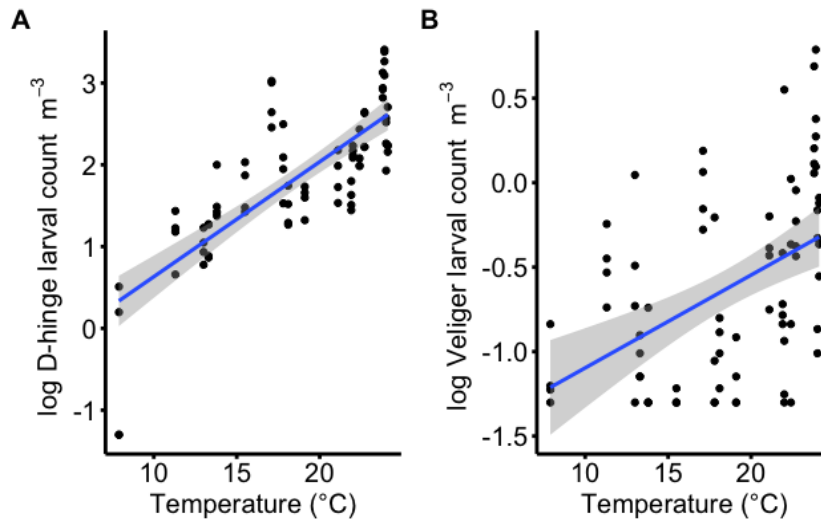 A
log D-hinge larval count m⁻³
3
2
1
0
-1
10
15
20
Temperature (°C)
B
log Veliger larval count m⁻³
0.5
0.0
-0.5
-1.0
-1.5
10
15
20
Temperature (°C)